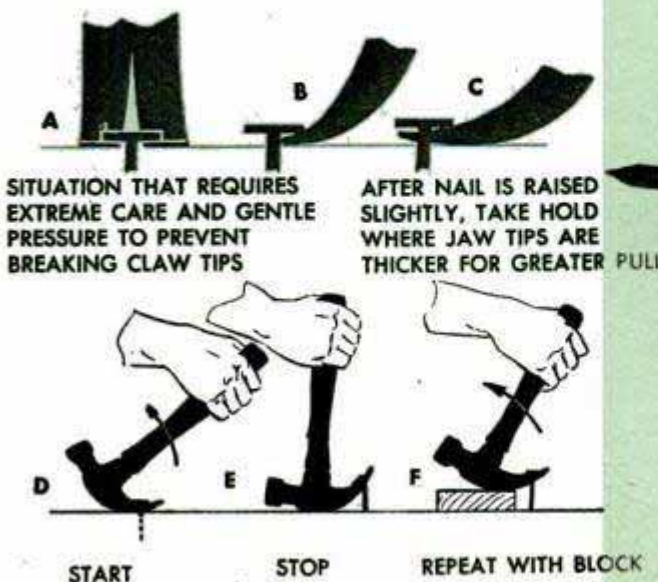 A
B
C
SITUATION THAT REQUIRES
EXTREME CARE AND GENTLE
PRESSURE TO PREVENT
BREAKING CLAW TIPS
AFTER NAIL IS RAISED
SLIGHTLY, TAKE HOLD
WHERE JAW TIPS ARE
THICKER FOR GREATER PULL
D
E
F
START
STOP
REPEAT WITH BLOCK